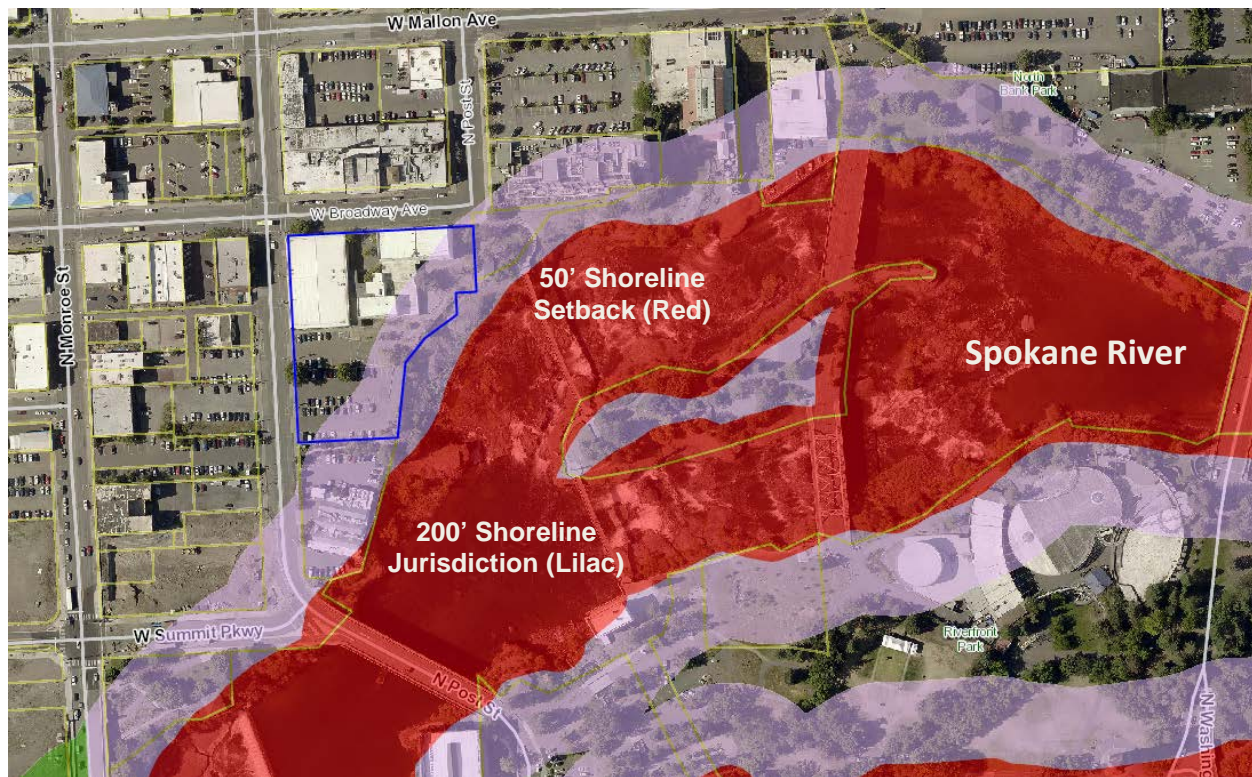 W Mallon Ave
N Post St
North
Bank Park
W Broadway Ave
N Monroe St
50' Shoreline
Setback (Red)
Spokane River
200' Shoreline
Jurisdiction (Lilac)
W Summit Pkwy
Riverfront
Park
N Post St
N Washing